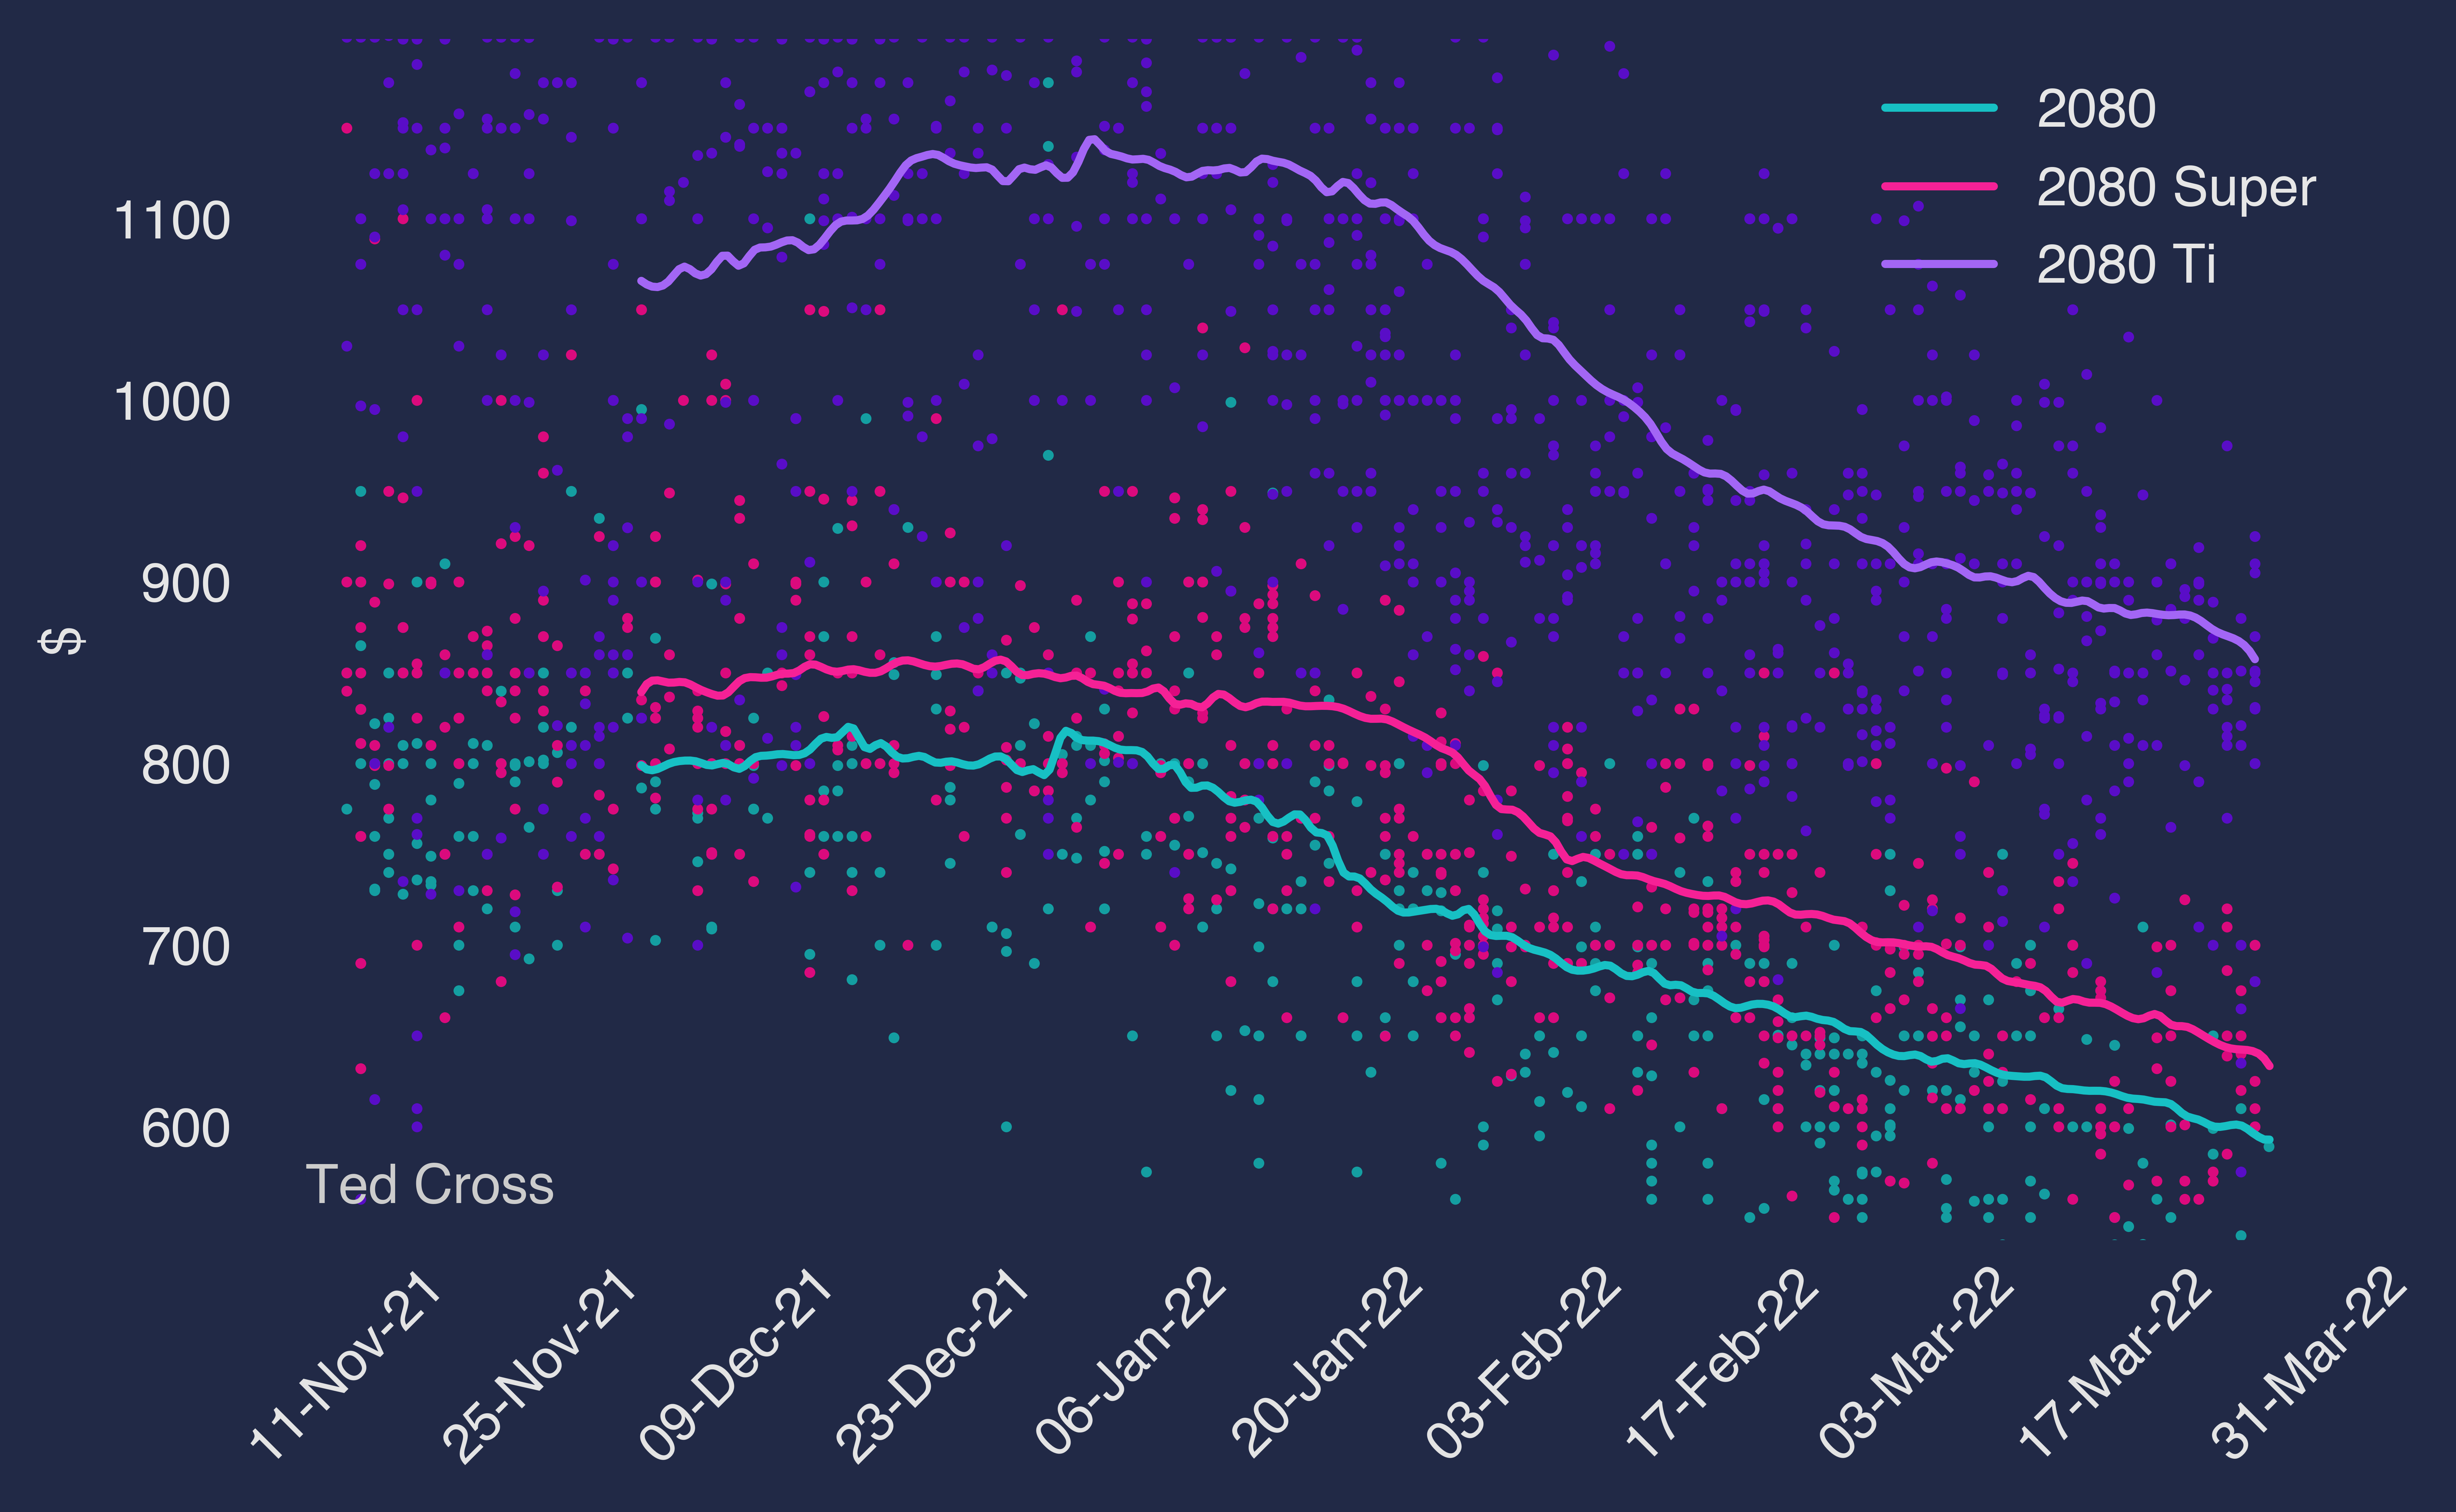 2080
2080 Super
2080 Ti
1100
1000
900
800
700
600
$
Ted Cross
11-Nov-21
25-Nov-21
09-Dec-21
23-Dec-21
06-Jan-22
20-Jan-22
03-Feb-22
17-Feb-22
03-Mar-22
17-Mar-22
31-Mar-22